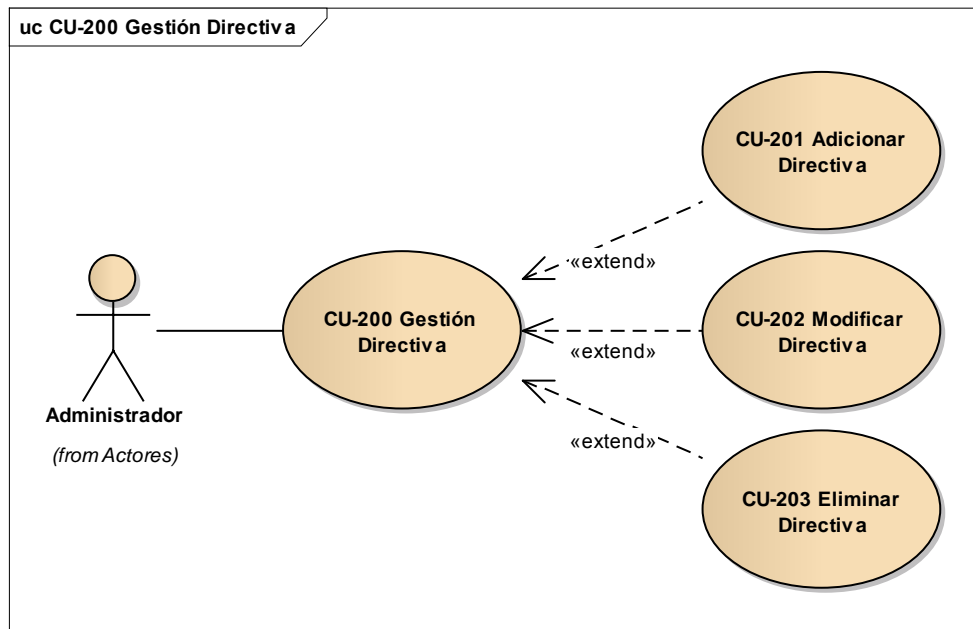 uc CU-200 Gestión Directiva
CU-201 Adicionar
Directiva
«extend»
CU-200 Gestión
Directiva
CU-202 Modificar
Directiva
«extend»
Administrador
(from Actores)
«extend»
CU-203 Eliminar
Directiva